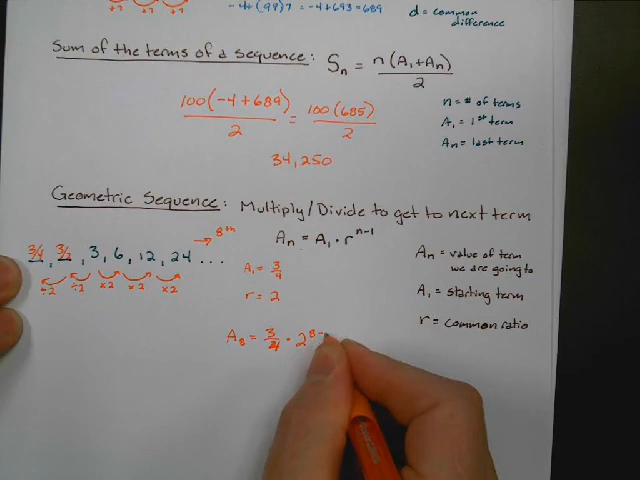 +7 +7 +7
-4+(99)7 = -4+693=689
d = common
difference
Sum of the terms of a sequence: Sn = n(A1+An)/2
100(-4+689)/2 = 100(685)/2
34,250
n = # of terms
A1 = 1st term
An = last term
Geometric Sequence: Multiply/Divide to get to next term
An = A1 · r^n-1
3/4, 3/2, 3, 6, 12, 24 ... → 8th
÷2 ÷2 ×2 ×2 ×2
A1 = 3/4
r = 2
An = value of term
we are going to
A1 = starting term
r = common ratio
A8 = 3/4 · 2^8-